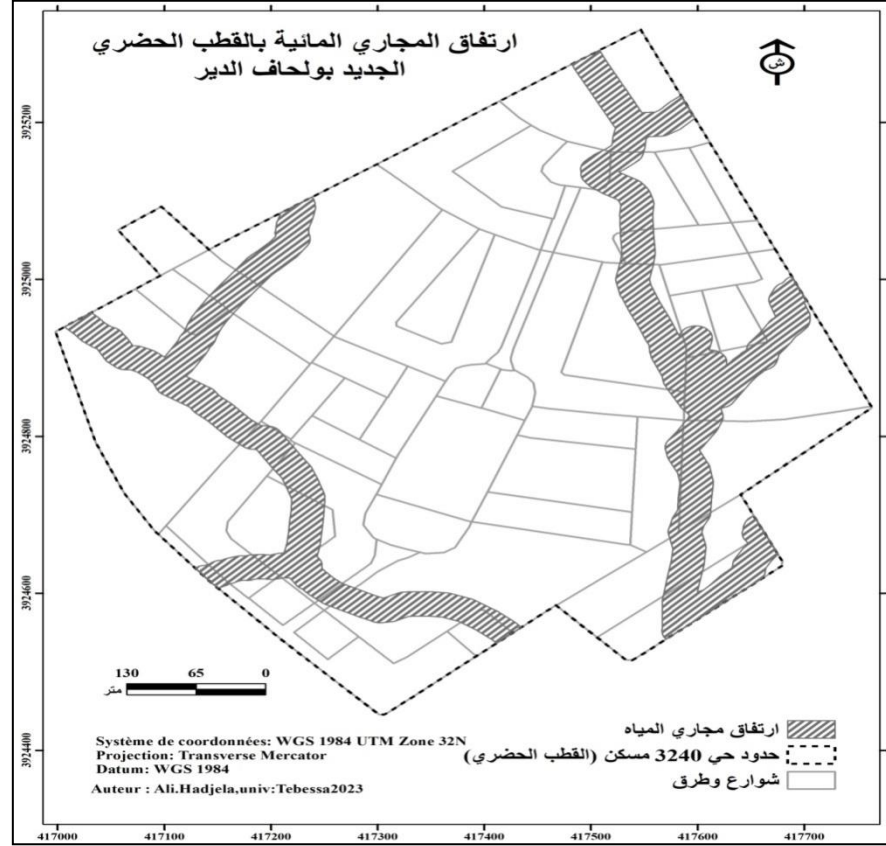 ارتفاق المجاري المائية بالقطب الحضري
الجديد بولحاف الدير
ش
3925200
3925000
3924800
3924600
3924400
130 65 0
متر
ارتفاق مجاري المياه
حدود حي 3240 مسكن (القطب الحضري)
شوارع وطرق
Système de coordonnées: WGS 1984 UTM Zone 32N
Projection: Transverse Mercator
Datum: WGS 1984
Auteur : Ali.Hadjela,univ:Tebessa2023
417000 417100 417200 417300 417400 417500 417600 417700